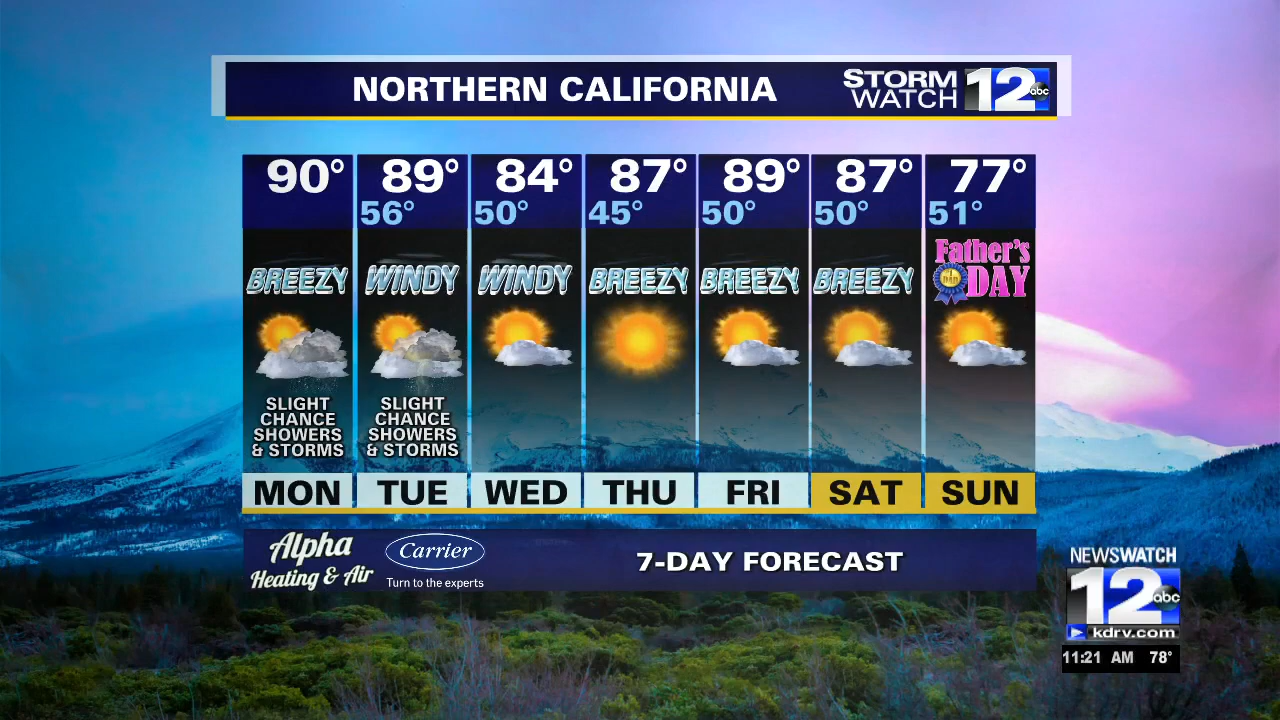 NORTHERN CALIFORNIA
STORM
WATCH
12
abc
90° 89° 84° 87° 89° 87° 77°
56° 50° 45° 50° 50° 51°
BREEZY WINDY WINDY BREEZY BREEZY BREEZY Father's
DAY
SLIGHT
CHANCE
SHOWERS
& STORMS
SLIGHT
CHANCE
SHOWERS
& STORMS
MON TUE WED THU FRI SAT SUN
Alpha
Heating & Air
Carrier
Turn to the experts
7-DAY FORECAST
NEWSWATCH
12
abc
kdrv.com
11:21 AM 78°